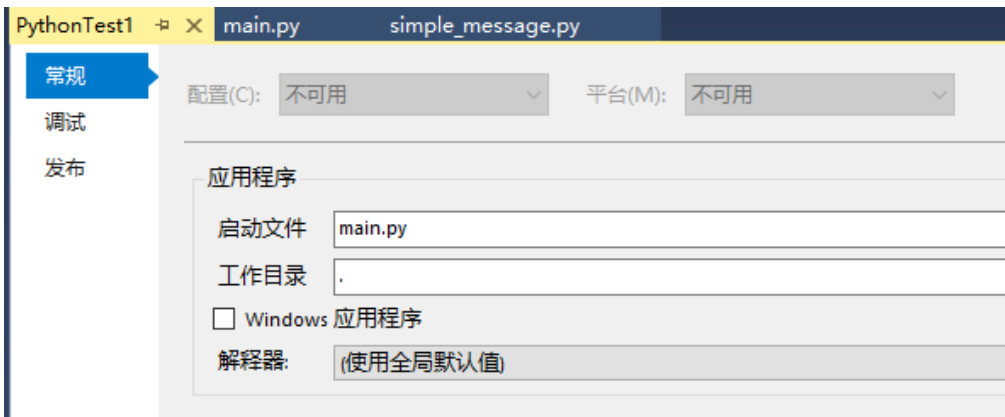 PythonTest1 main.py simple_message.py
常规
配置(C): 不可用 平台(M): 不可用
调试
发布
应用程序
启动文件 main.py
工作目录 .
Windows 应用程序
解释器: (使用全局默认值)